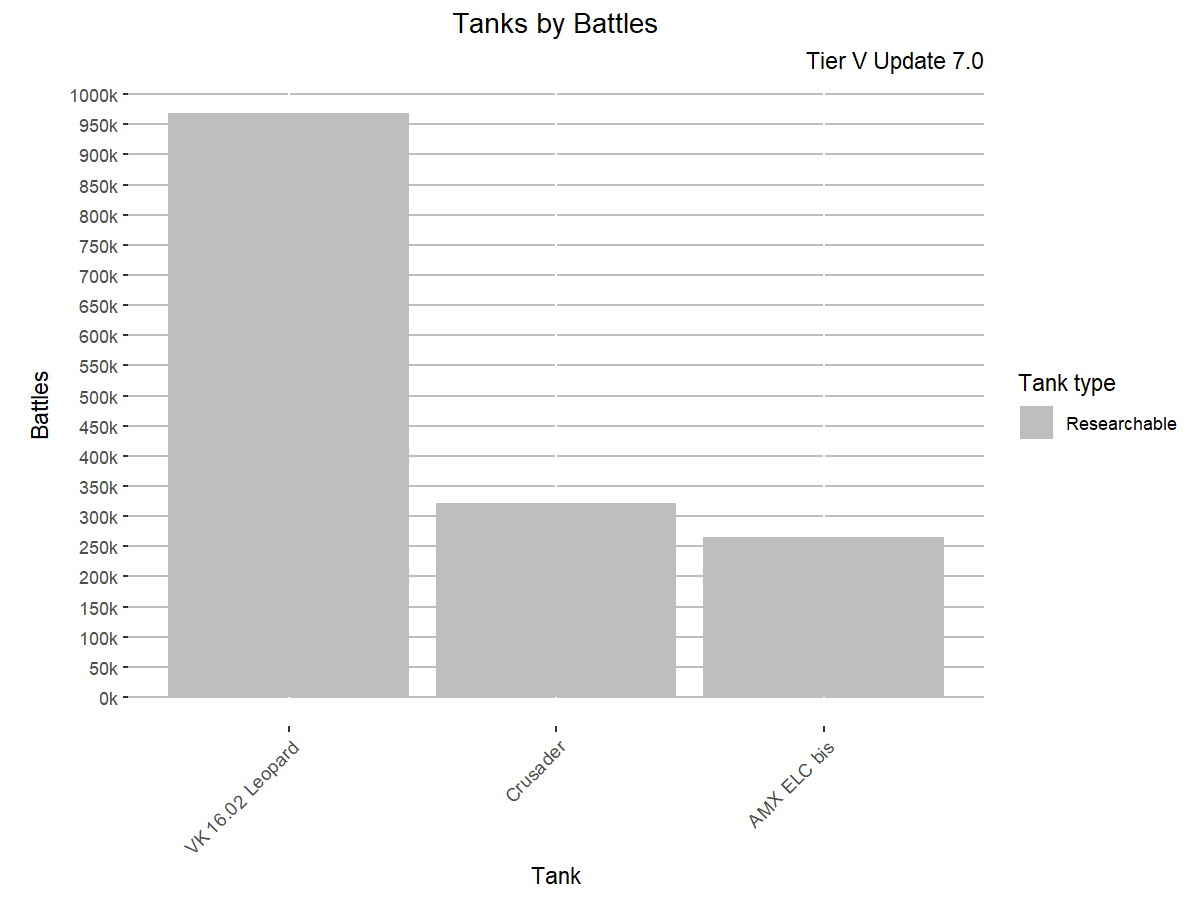 Tanks by Battles
Tier V Update 7.0
1000k
950k
900k
850k
800k
750k
700k
650k
600k
550k
500k
450k
400k
350k
300k
250k
200k
150k
100k
50k
0k
Battles
VK 16.02 Leopard
Crusader
AMX ELC bis
Tank
Tank type
Researchable